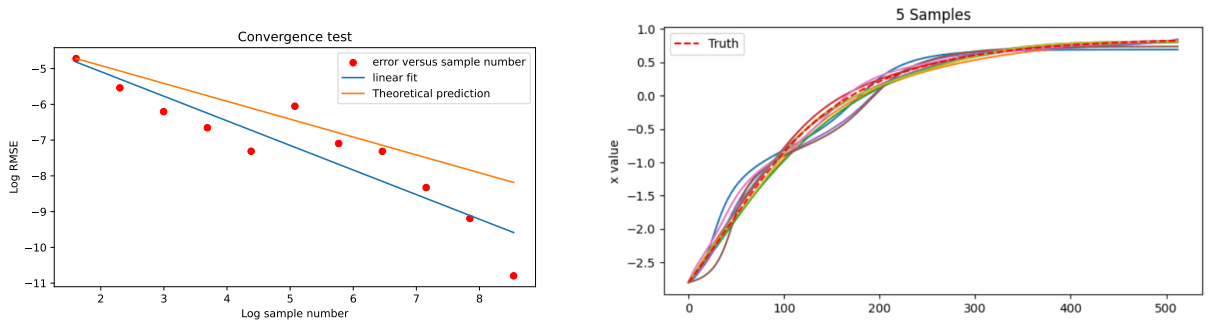 Convergence test
error versus sample number
linear fit
Theoretical prediction
Log RMSE
−5
−6
−7
−8
−9
−10
−11
2 3 4 5 6 7 8
Log sample number
5 Samples
Truth
x value
1.0
0.5
0.0
−0.5
−1.0
−1.5
−2.0
−2.5
0 100 200 300 400 500